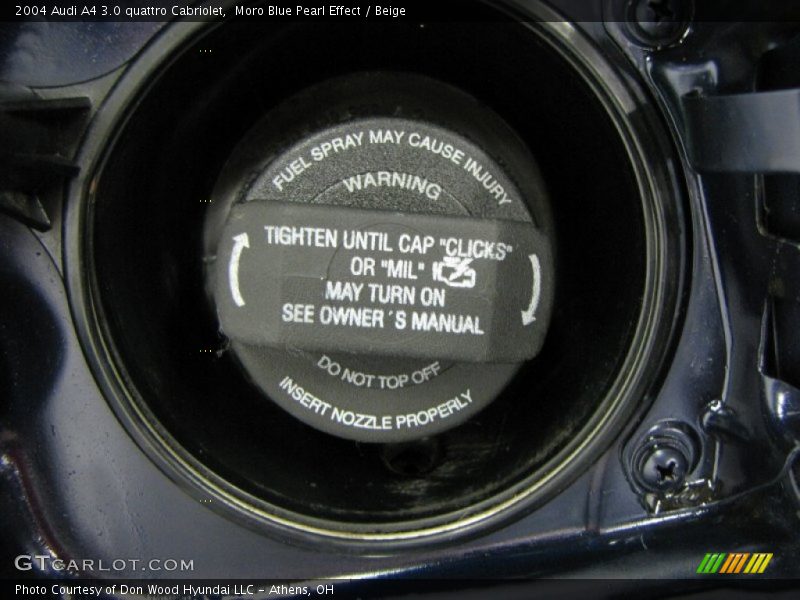 2004 Audi A4 3.0 quattro Cabriolet,  Moro Blue Pearl Effect / Beige
FUEL SPRAY MAY CAUSE INJURY
WARNING
TIGHTEN UNTIL CAP "CLICKS"
OR "MIL"
MAY TURN ON
SEE OWNER´S MANUAL
DO NOT TOP OFF
INSERT NOZZLE PROPERLY
GTCARLOT.COM
Photo Courtesy of Don Wood Hyundai LLC - Athens, OH